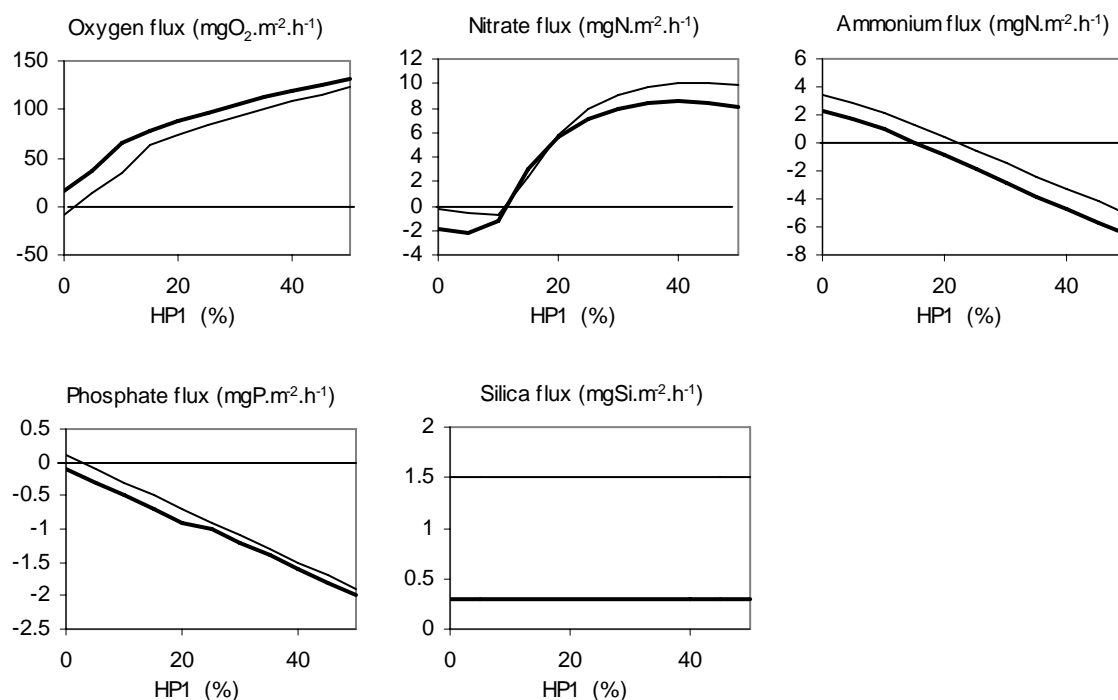 Oxygen flux (mgO₂.m⁻².h⁻¹)
150
100
50
0
-50
0 20 40
HP1 (%)
Nitrate flux (mgN.m⁻².h⁻¹)
12
10
8
6
4
2
0
-2
-4
0 20 40
HP1 (%)
Ammonium flux (mgN.m⁻².h⁻¹)
6
4
2
0
-2
-4
-6
-8
0 20 40
HP1 (%)
Phosphate flux (mgP.m⁻².h⁻¹)
0.5
0
-0.5
-1
-1.5
-2
-2.5
0 20 40
HP1 (%)
Silica flux (mgSi.m⁻².h⁻¹)
2
1.5
1
0.5
0
0 20 40
HP1 (%)